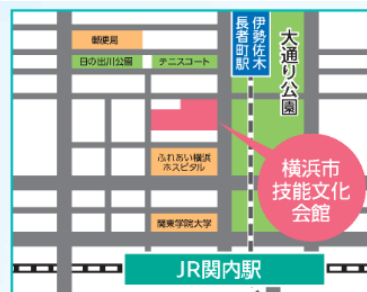 郵便局
日の出川公園
テニスコート
伊勢佐木
長者町駅
大通り公園
ふれあい横浜
ホスピタル
横浜市
技能文化
会館
関東学院大学
JR関内駅